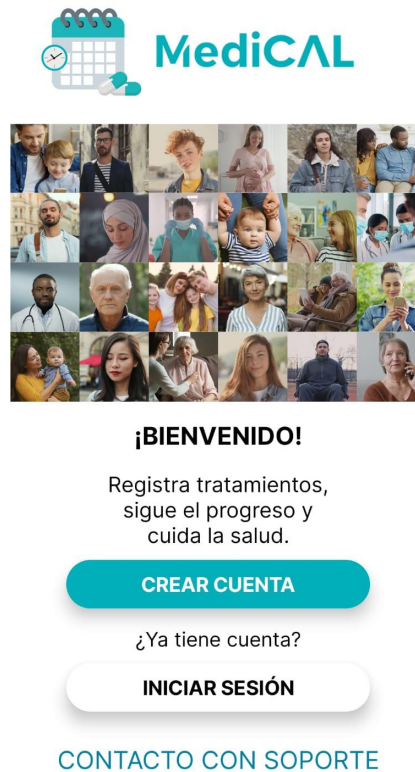 MediCAL
¡BIENVENIDO!
Registra tratamientos,
sigue el progreso y
cuida la salud.
CREAR CUENTA
¿Ya tiene cuenta?
INICIAR SESIÓN
CONTACTO CON SOPORTE